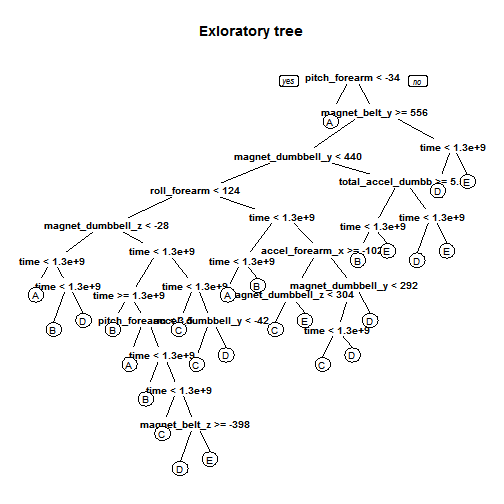 Exloratory tree
pitch_forearm < -34
yes
no
A
magnet_belt_y >= 556
magnet_dumbbell_y < 440
time < 1.3e+9
roll_forearm < 124
total_accel_dumbb >= 5.
D
E
magnet_dumbbell_z < -28
time < 1.3e+9
time < 1.3e+9
time < 1.3e+9
time < 1.3e+9
time < 1.3e+9
time < 1.3e+9
accel_forearm_x >= -102
B
E
D
E
A
time < 1.3e+9
time >= 1.3e+9
time < 1.3e+9
A
B
magnet_dumbbell_z < 304
magnet_dumbbell_y < 292
B
D
B
C
magnet_dumbbell_y < -42
C
E
time < 1.3e+9
D
A
time < 1.3e+9
C
D
C
D
B
time < 1.3e+9
C
magnet_belt_z >= -398
D
E